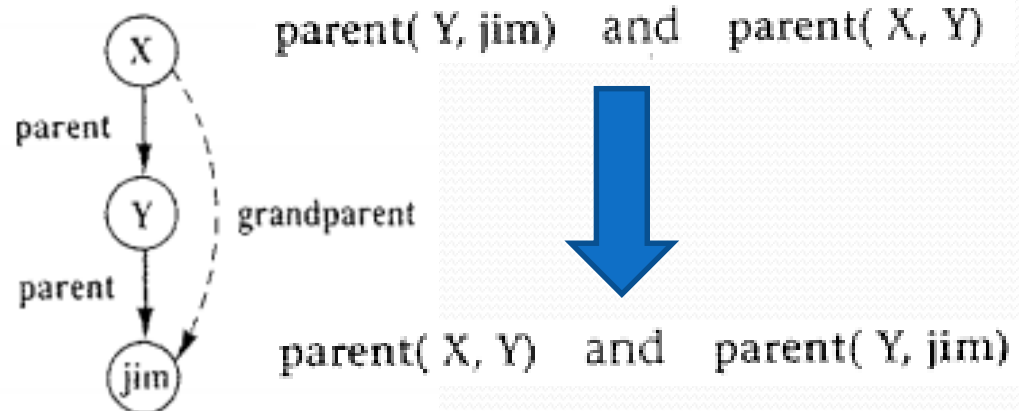 parent( Y, jim) and parent( X, Y)
X
parent
Y
grandparent
parent
jim
parent( X, Y) and parent( Y, jim)